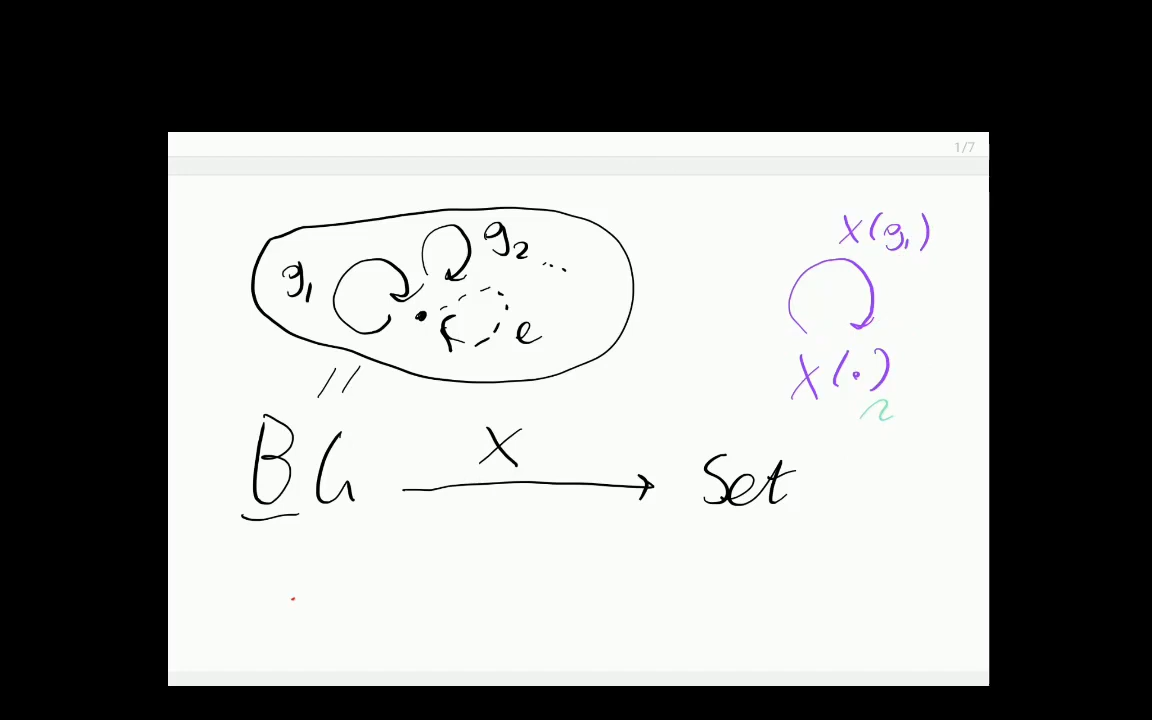 1/7
g₁ g₂ ...
e
X(g₁)
X(·)
BG X Set